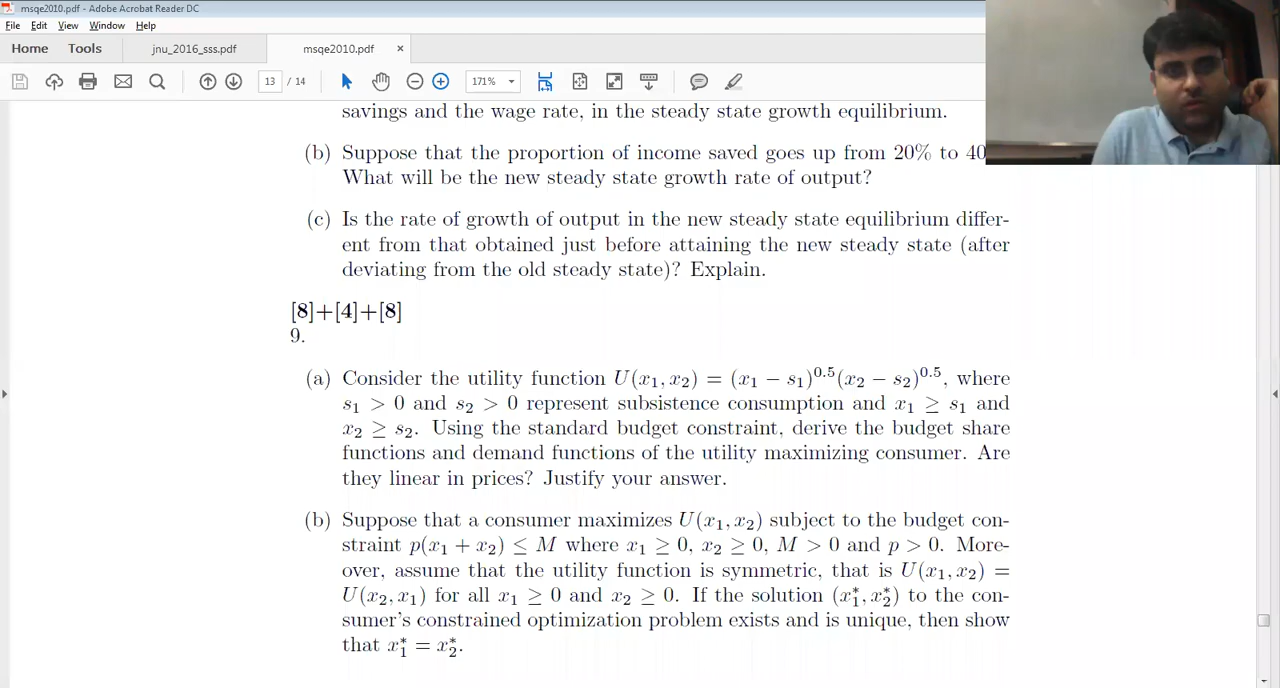 msqe2010.pdf - Adobe Acrobat Reader DC
File Edit View Window Help
Home Tools jnu_2016_sss.pdf msqe2010.pdf ×
13 / 14 171%
savings and the wage rate, in the steady state growth equilibrium.
(b) Suppose that the proportion of income saved goes up from 20% to 40
What will be the new steady state growth rate of output?
(c) Is the rate of growth of output in the new steady state equilibrium differ-
ent from that obtained just before attaining the new steady state (after
deviating from the old steady state)? Explain.
[8]+[4]+[8]
9.
(a) Consider the utility function U(x₁, x₂) = (x₁ − s₁)^0.5(x₂ − s₂)^0.5, where
s₁ > 0 and s₂ > 0 represent subsistence consumption and x₁ ≥ s₁ and
x₂ ≥ s₂. Using the standard budget constraint, derive the budget share
functions and demand functions of the utility maximizing consumer. Are
they linear in prices? Justify your answer.
(b) Suppose that a consumer maximizes U(x₁, x₂) subject to the budget con-
straint p(x₁ + x₂) ≤ M where x₁ ≥ 0, x₂ ≥ 0, M > 0 and p > 0. More-
over, assume that the utility function is symmetric, that is U(x₁, x₂) =
U(x₂, x₁) for all x₁ ≥ 0 and x₂ ≥ 0. If the solution (x₁*, x₂*) to the con-
sumer's constrained optimization problem exists and is unique, then show
that x₁* = x₂*.